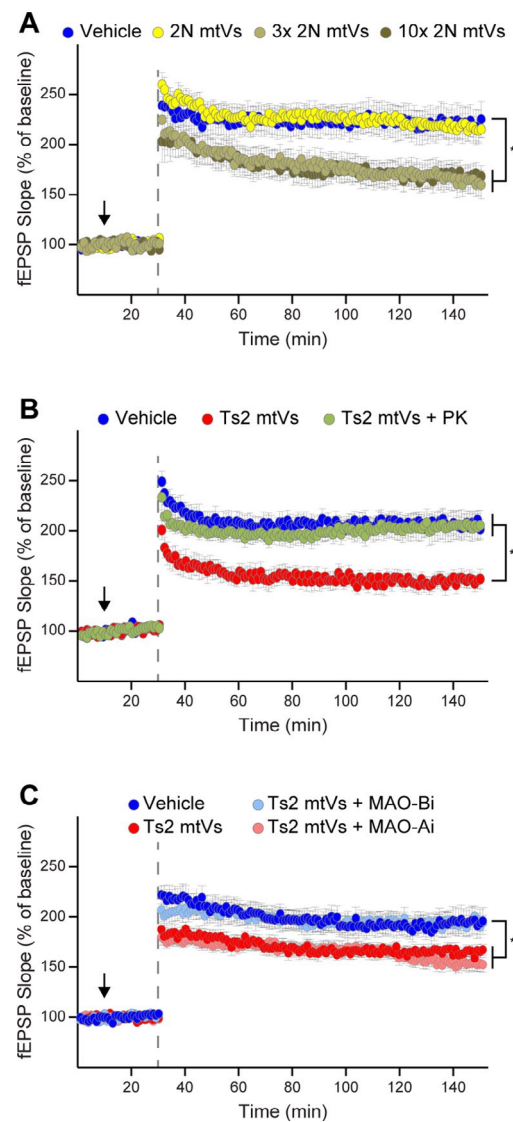 A
Vehicle 2N mtVs 3x 2N mtVs 10x 2N mtVs
fEPSP Slope (% of baseline)
250
200
150
100
*
20 40 60 80 100 120 140
Time (min)
B
Vehicle Ts2 mtVs Ts2 mtVs + PK
fEPSP Slope (% of baseline)
250
200
150
100
*
20 40 60 80 100 120 140
Time (min)
C
Vehicle Ts2 mtVs + MAO-Bi
Ts2 mtVs Ts2 mtVs + MAO-Ai
fEPSP Slope (% of baseline)
250
200
150
100
*
20 40 60 80 100 120 140
Time (min)